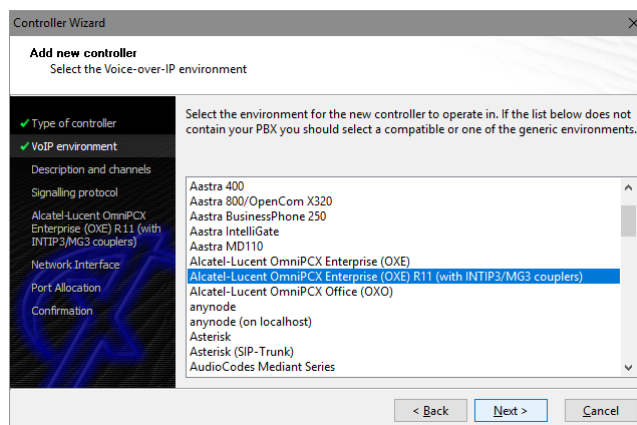 Controller Wizard
Add new controller
Select the Voice-over-IP environment
Type of controller
VoIP environment
Description and channels
Signalling protocol
Alcatel-Lucent OmniPCX
Enterprise (OXE) R11 (with
INTIP3/MG3 couplers)
Network Interface
Port Allocation
Confirmation
Select the environment for the new controller to operate in. If the list below does not
contain your PBX you should select a compatible or one of the generic environments.
Aastra 400
Aastra 800/OpenCom X320
Aastra BusinessPhone 250
Aastra IntelliGate
Aastra MD110
Alcatel-Lucent OmniPCX Enterprise (OXE)
Alcatel-Lucent OmniPCX Enterprise (OXE) R11 (with INTIP3/MG3 couplers)
Alcatel-Lucent OmniPCX Office (OXO)
anynode
anynode (on localhost)
Asterisk
Asterisk (SIP-Trunk)
AudioCodes Mediant Series
< Back Next > Cancel